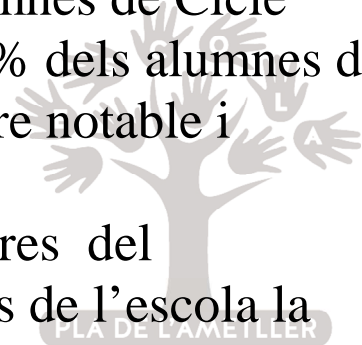 mnes de Cicle
% dels alumnes d
re notable i
res del
s de l’escola la
PLA DE L’AMETLLER